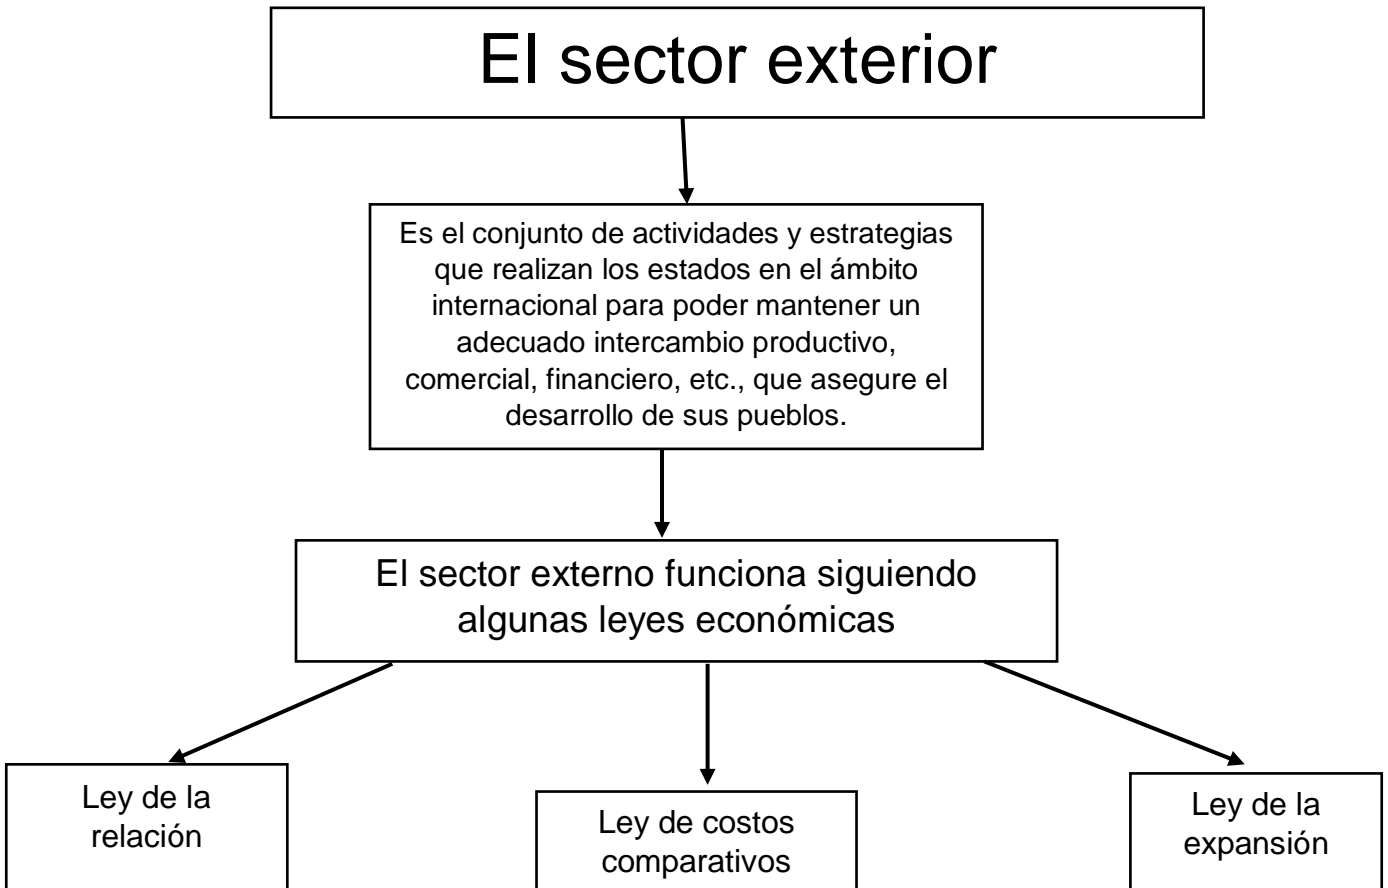 El sector exterior
Es el conjunto de actividades y estrategias
que realizan los estados en el ámbito
internacional para poder mantener un
adecuado intercambio productivo,
comercial, financiero, etc., que asegure el
desarrollo de sus pueblos.
El sector externo funciona siguiendo
algunas leyes económicas
Ley de la
relación
Ley de costos
comparativos
Ley de la
expansión